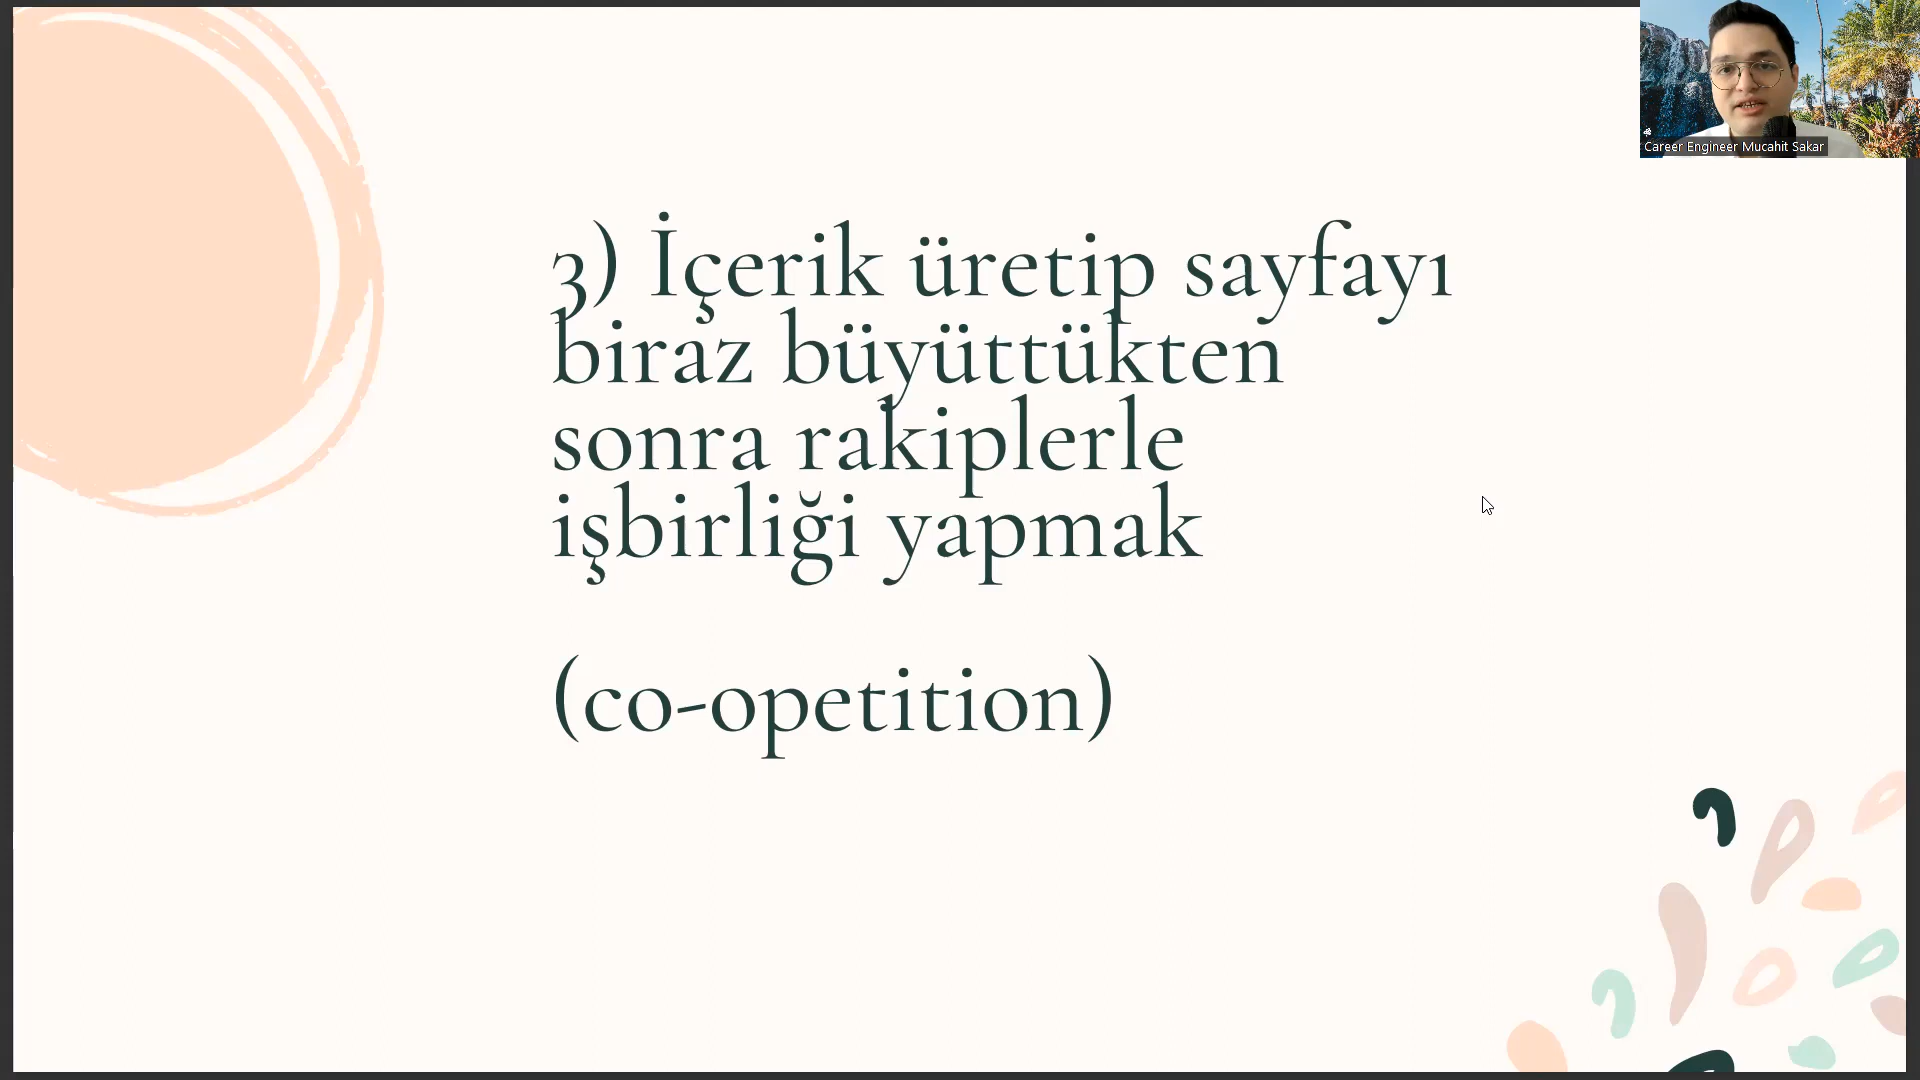 Career Engineer Mucahit Sakar
3) İçerik üretip sayfayı
biraz büyüttükten
sonra rakiplerle
işbirliği yapmak
(co-opetition)